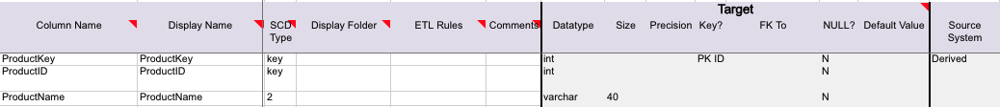 Target
Column Name Display Name SCD Type Display Folder ETL Rules Comments Datatype Size Precision Key? FK To NULL? Default Value Source System
ProductKey ProductKey key int PK ID N Derived
ProductID ProductID key int N
ProductName ProductName 2 varchar 40 N